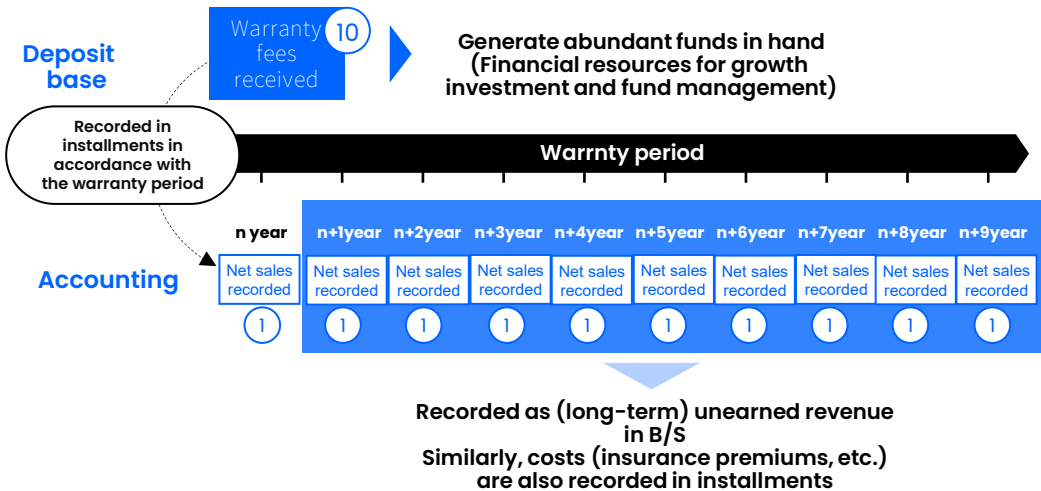 Deposit
base
Warranty
fees
received
10
Generate abundant funds in hand
(Financial resources for growth
investment and fund management)
Recorded in
installments in
accordance with
the warranty period
Warrnty period
n year n+1year n+2year n+3year n+4year n+5year n+6year n+7year n+8year n+9year
Accounting
Net sales Net sales Net sales Net sales Net sales Net sales Net sales Net sales Net sales Net sales
recorded recorded recorded recorded recorded recorded recorded recorded recorded recorded
1 1 1 1 1 1 1 1 1 1
Recorded as (long-term) unearned revenue
in B/S
Similarly, costs (insurance premiums, etc.)
are also recorded in installments